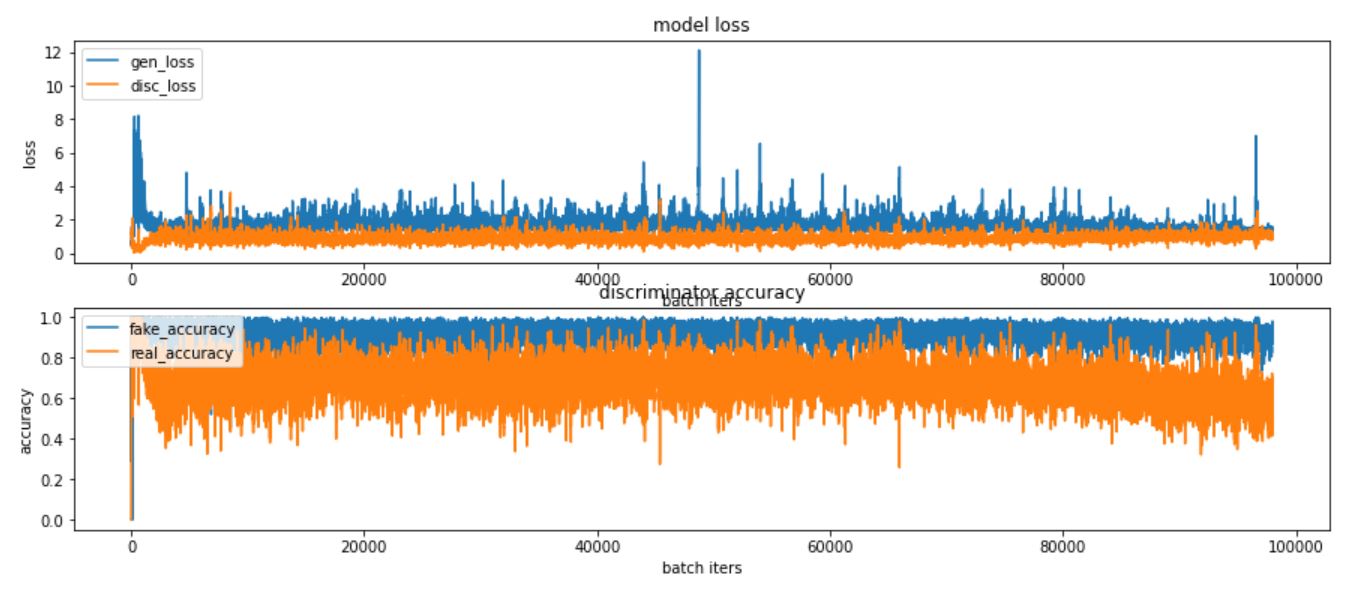 model loss
gen_loss
disc_loss
12
10
8
6
4
2
0
loss
0 20000 40000 60000 80000 100000
batch iters
discriminator accuracy
fake_accuracy
real_accuracy
1.0
0.8
0.6
0.4
0.2
0.0
accuracy
0 20000 40000 60000 80000 100000
batch iters